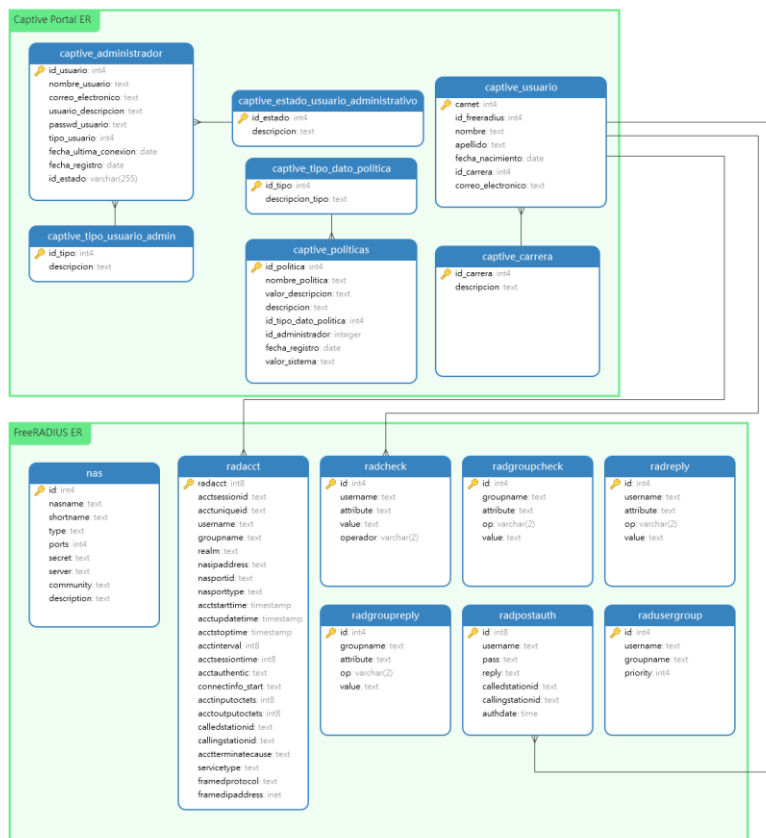 Captive Portal ER
captive_administrador
id_usuario: int4
nombre_usuario: text
correo_electronico: text
usuario_descripcion: text
passwd_usuario: text
tipo_usuario: int4
fecha_ultima_conexion: date
fecha_registro: date
id_estado: varchar(255)
captive_estado_usuario_administrativo
id_estado: int4
descripcion: text
captive_usuario
carnet: int4
id_freeradius: int4
nombre: text
apellido: text
fecha_nacimiento: date
id_carrera: int4
correo_electronico: text
captive_tipo_dato_politica
id_tipo: int4
descripcion_tipo: text
captive_tipo_usuario_admin
id_tipo: int4
descripcion: text
captive_politicas
id_politica: int4
nombre_politica: text
valor_descripcion: text
descripcion: text
id_tipo_dato_politica: int4
id_administrador: integer
fecha_registro: date
valor_sistema: text
captive_carrera
id_carrera: int4
descripcion: text
FreeRADIUS ER
nas
id: int4
nasname: text
shortname: text
type: text
ports: int4
secret: text
server: text
community: text
description: text
radacct
radacct: int8
acctsessionid: text
acctuniqueid: text
username: text
groupname: text
realm: text
nasipaddress: text
nasportid: text
nasporttype: text
acctstarttime: timestamp
acctupdatetime: timestamp
acctstoptime: timestamp
acctinterval: int8
acctsessiontime: int8
acctauthentic: text
connectinfo_start: text
acctinputoctets: int8
acctoutputoctets: int8
calledstationid: text
callingstationid: text
acctterminatecause: text
servicetype: text
framedprotocol: text
framedipaddress: inet
radcheck
id: int4
username: text
attribute: text
value: text
operador: varchar(2)
radgroupcheck
id: int4
groupname: text
attribute: text
op: varchar(2)
value: text
radreply
id: int4
username: text
attribute: text
op: varchar(2)
value: text
radgroupreply
id: int4
groupname: text
attribute: text
op: varchar(2)
value: text
radpostauth
id: int8
username: text
pass: text
reply: text
calledstationid: text
callingstationid: text
authdate: time
radusergroup
id: int4
username: text
groupname: text
priority: int4